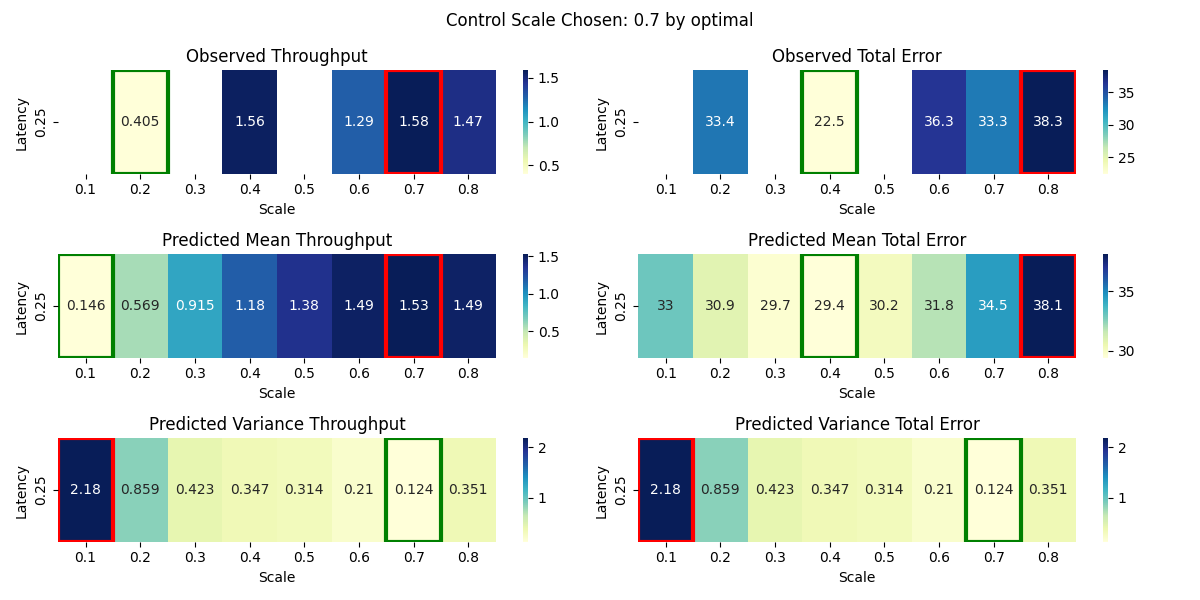 Control Scale Chosen: 0.7 by optimal
Observed Throughput
Latency
0.25
0.405 1.56 1.29 1.58 1.47
0.1 0.2 0.3 0.4 0.5 0.6 0.7 0.8
Scale
1.5
1.0
0.5
Observed Total Error
Latency
0.25
33.4 22.5 36.3 33.3 38.3
0.1 0.2 0.3 0.4 0.5 0.6 0.7 0.8
Scale
35
30
25
Predicted Mean Throughput
Latency
0.25
0.146 0.569 0.915 1.18 1.38 1.49 1.53 1.49
0.1 0.2 0.3 0.4 0.5 0.6 0.7 0.8
Scale
1.5
1.0
0.5
Predicted Mean Total Error
Latency
0.25
33 30.9 29.7 29.4 30.2 31.8 34.5 38.1
0.1 0.2 0.3 0.4 0.5 0.6 0.7 0.8
Scale
35
30
Predicted Variance Throughput
Latency
0.25
2.18 0.859 0.423 0.347 0.314 0.21 0.124 0.351
0.1 0.2 0.3 0.4 0.5 0.6 0.7 0.8
Scale
2
1
Predicted Variance Total Error
Latency
0.25
2.18 0.859 0.423 0.347 0.314 0.21 0.124 0.351
0.1 0.2 0.3 0.4 0.5 0.6 0.7 0.8
Scale
2
1